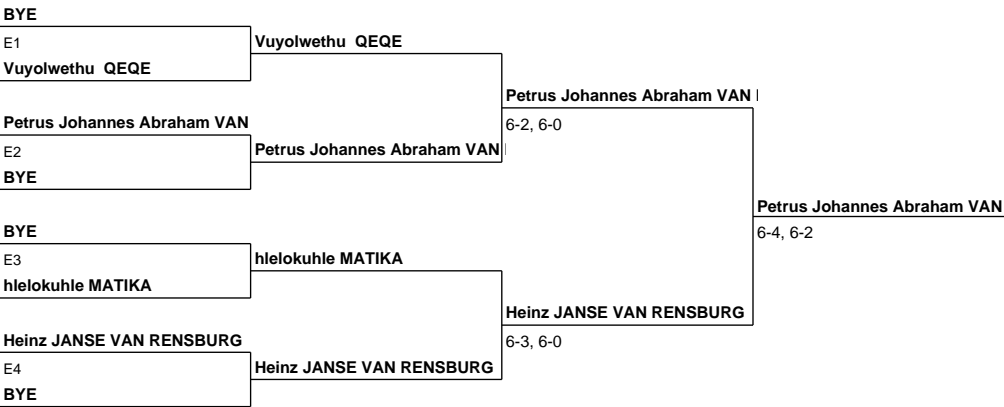 BYE
E1
Vuyolwethu QEQE
Vuyolwethu QEQE
Petrus Johannes Abraham VAN
6-2, 6-0
Petrus Johannes Abraham VAN
E2
Petrus Johannes Abraham VAN
BYE
Petrus Johannes Abraham VAN
6-4, 6-2
BYE
E3
hlelokuhle MATIKA
hlelokuhle MATIKA
Heinz JANSE VAN RENSBURG
6-3, 6-0
Heinz JANSE VAN RENSBURG
E4
Heinz JANSE VAN RENSBURG
BYE